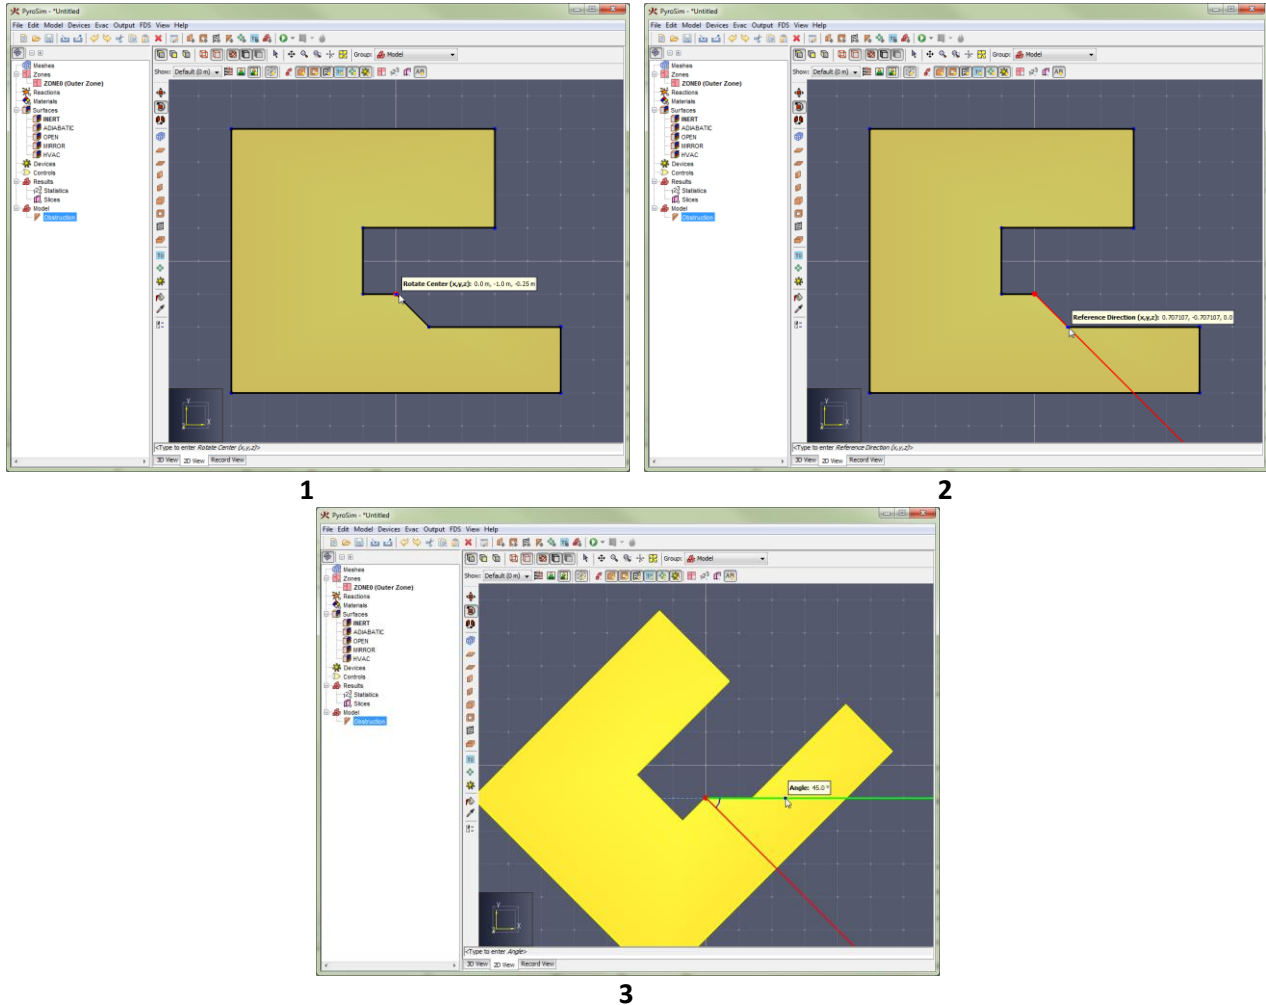 PyroSim - *Untitled
File Edit Model Devices Evac Output FDS View Help
Group: Model
Show: Default (0 m)
Meshes
Zones
ZONE0 (Outer Zone)
Reactions
Materials
Surfaces
INERT
ADIABATIC
OPEN
MIRROR
HVAC
Devices
Controls
Results
Statistics
Slices
Model
Obstruction
Rotate Center (x,y,z): 0.0 m, -1.0 m, -0.25 m
Y
X
<Type to enter Rotate Center (x,y,z)>
3D View 2D View Record View
1
PyroSim - *Untitled
File Edit Model Devices Evac Output FDS View Help
Group: Model
Show: Default (0 m)
Meshes
Zones
ZONE0 (Outer Zone)
Reactions
Materials
Surfaces
INERT
ADIABATIC
OPEN
MIRROR
HVAC
Devices
Controls
Results
Statistics
Slices
Model
Obstruction
Reference Direction (x,y,z): 0.707107, -0.707107, 0.0
Y
X
<Type to enter Reference Direction (x,y,z)>
3D View 2D View Record View
2
PyroSim - *Untitled
File Edit Model Devices Evac Output FDS View Help
Group: Model
Show: Default (0 m)
Meshes
Zones
ZONE0 (Outer Zone)
Reactions
Materials
Surfaces
INERT
ADIABATIC
OPEN
MIRROR
HVAC
Devices
Controls
Results
Statistics
Slices
Model
Obstruction
Angle: 45.0 °
Y
X
<Type to enter Angle>
3D View 2D View Record View
3